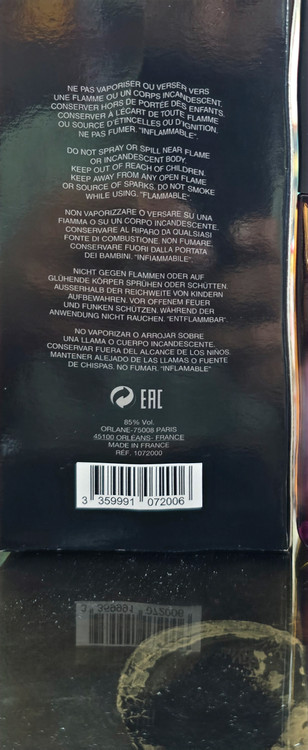 NE PAS VAPORISER OU VERSER VERS
UNE FLAMME OU UN CORPS INCANDESCENT.
CONSERVER HORS DE PORTÉE DES ENFANTS.
CONSERVER À L'ÉCART DE TOUTE FLAMME
OU SOURCE D'ÉTINCELLES OU D'IGNITION.
NE PAS FUMER. "INFLAMMABLE"
DO NOT SPRAY OR SPILL NEAR FLAME
OR INCANDESCENT BODY.
KEEP OUT OF REACH OF CHILDREN.
KEEP AWAY FROM ANY OPEN FLAME
OR SOURCE OF SPARKS. DO NOT SMOKE
WHILE USING. "FLAMMABLE"
NON VAPORIZZARE O VERSARE SU UNA
FIAMMA O SU UN CORPO INCANDESCENTE.
CONSERVARE AL RIPARO DA QUALSIASI
FONTE DI COMBUSTIONE. NON FUMARE.
CONSERVARE FUORI DALLA PORTATA
DEI BAMBINI. "INFIAMMABILE".
NICHT GEGEN FLAMMEN ODER AUF
GLÜHENDE KÖRPER SPRÜHEN ODER SCHÜTTEN.
AUSSERHALB DER REICHWEITE VON KINDERN
AUFBEWAHREN. VOR OFFENEM FEUER
UND FUNKEN SCHÜTZEN. WÄHREND DER
ANWENDUNG NICHT RAUCHEN. "ENTFLAMMBAR"
NO VAPORIZAR O ARROJAR SOBRE
UNA LLAMA O CUERPO INCANDESCENTE.
CONSERVAR FUERA DEL ALCANCE DE LOS NIÑOS.
MANTENER ALEJADO DE LAS LLAMAS O FUENTE
DE CHISPAS. NO FUMAR. "INFLAMABLE"
EAC
85% Vol.
ORLANE-75008 PARIS
45100 ORLÉANS- FRANCE
MADE IN FRANCE
RÉF. 1072000
3 359991 072006